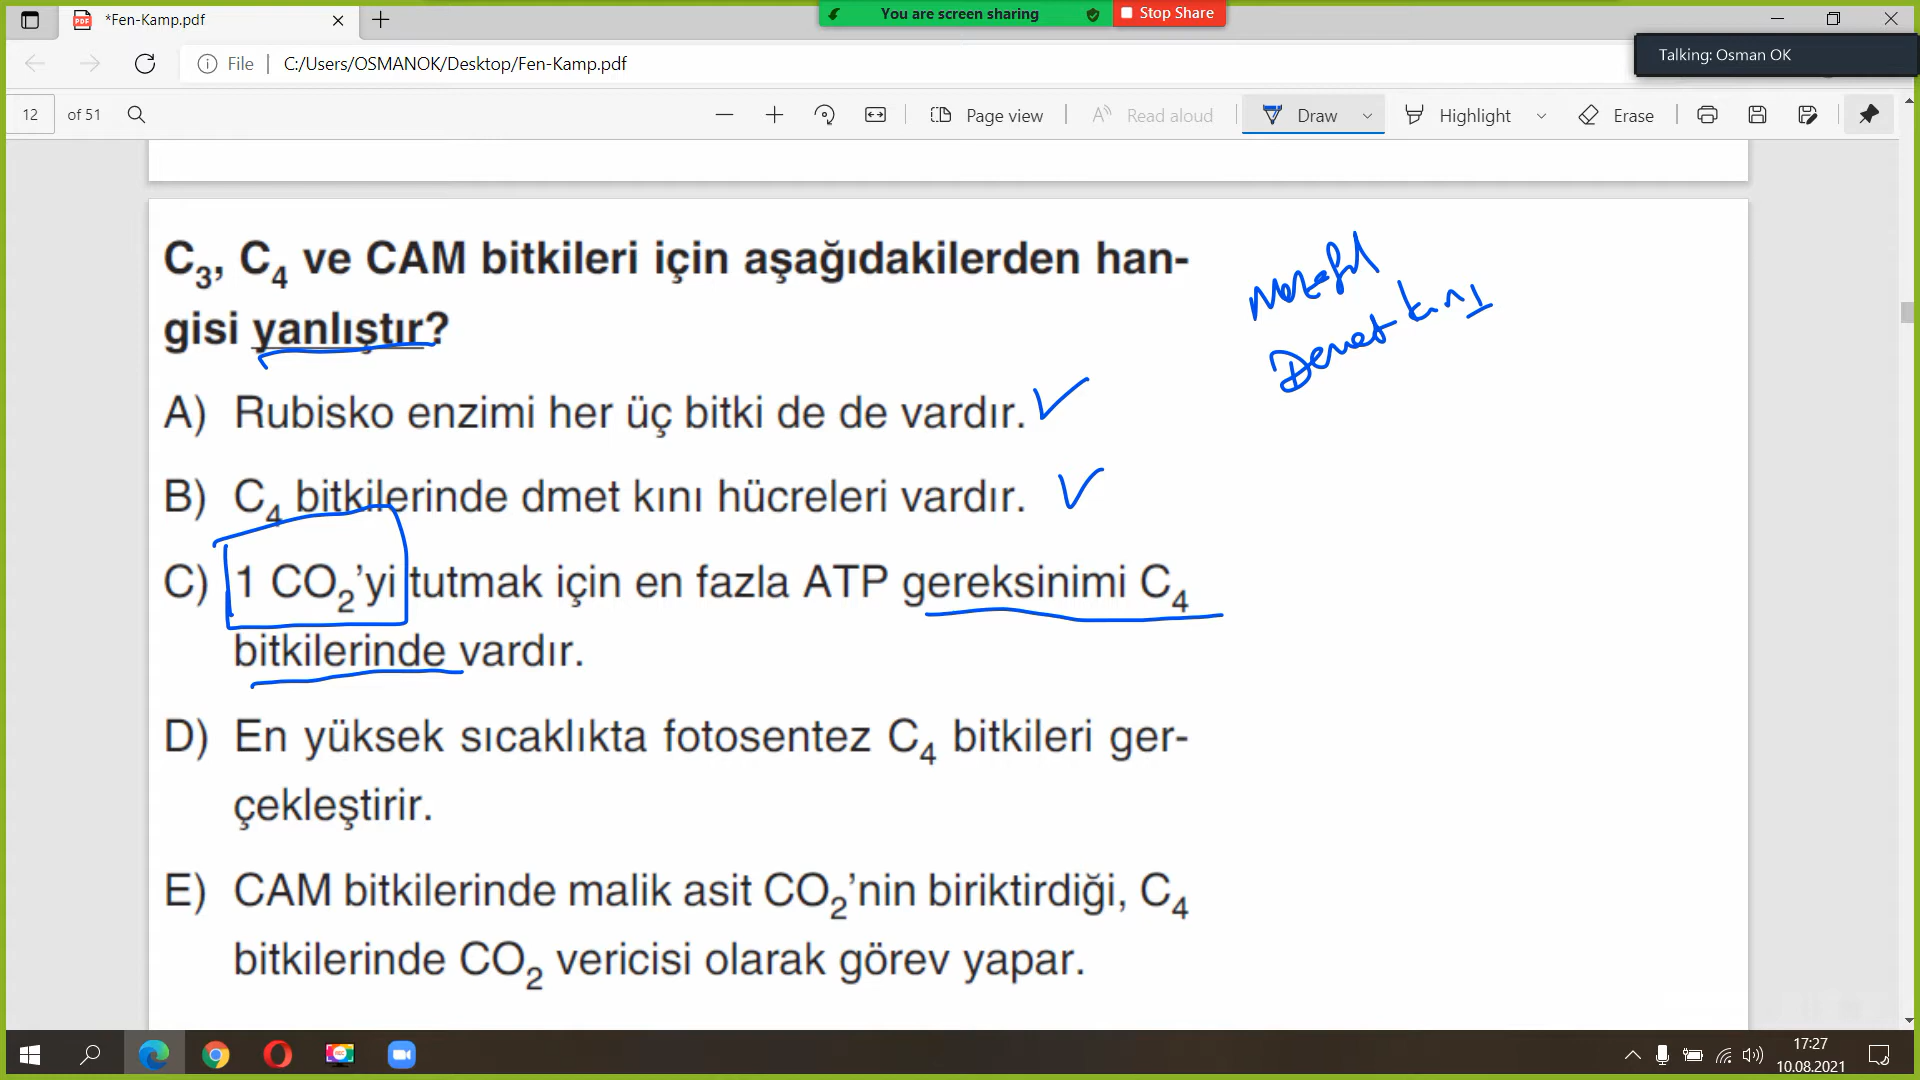 *Fen-Kamp.pdf
You are screen sharing
Stop Share
Talking: Osman OK
File
C:/Users/OSMANOK/Desktop/Fen-Kamp.pdf
12 of 51
Page view
Read aloud
Draw
Highlight
Erase
C3, C4 ve CAM bitkileri için aşağıdakilerden han-
gisi yanlıştır?
Demet kını
A) Rubisko enzimi her üç bitki de de vardır.
B) C4 bitkilerinde dmet kını hücreleri vardır.
C) 1 CO2'yi tutmak için en fazla ATP gereksinimi C4
bitkilerinde vardır.
D) En yüksek sıcaklıkta fotosentez C4 bitkileri ger-
çekleştirir.
E) CAM bitkilerinde malik asit CO2'nin biriktirdiği, C4
bitkilerinde CO2 vericisi olarak görev yapar.
17:27
10.08.2021